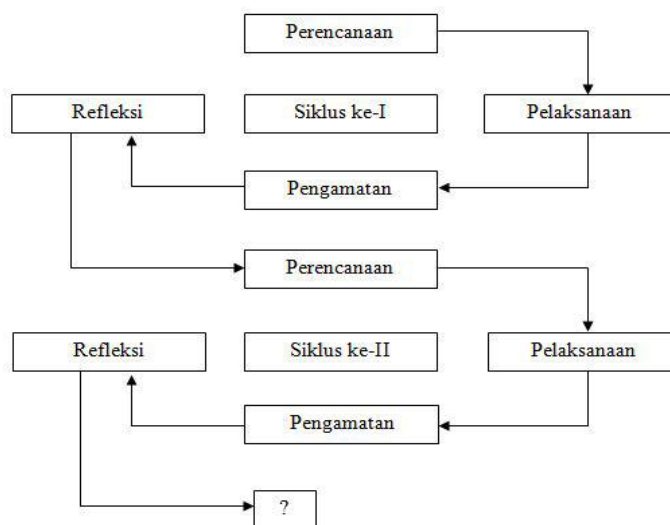 Perencanaan
Refleksi
Siklus ke-I
Pelaksanaan
Pengamatan
Perencanaan
Refleksi
Siklus ke-II
Pelaksanaan
Pengamatan
?